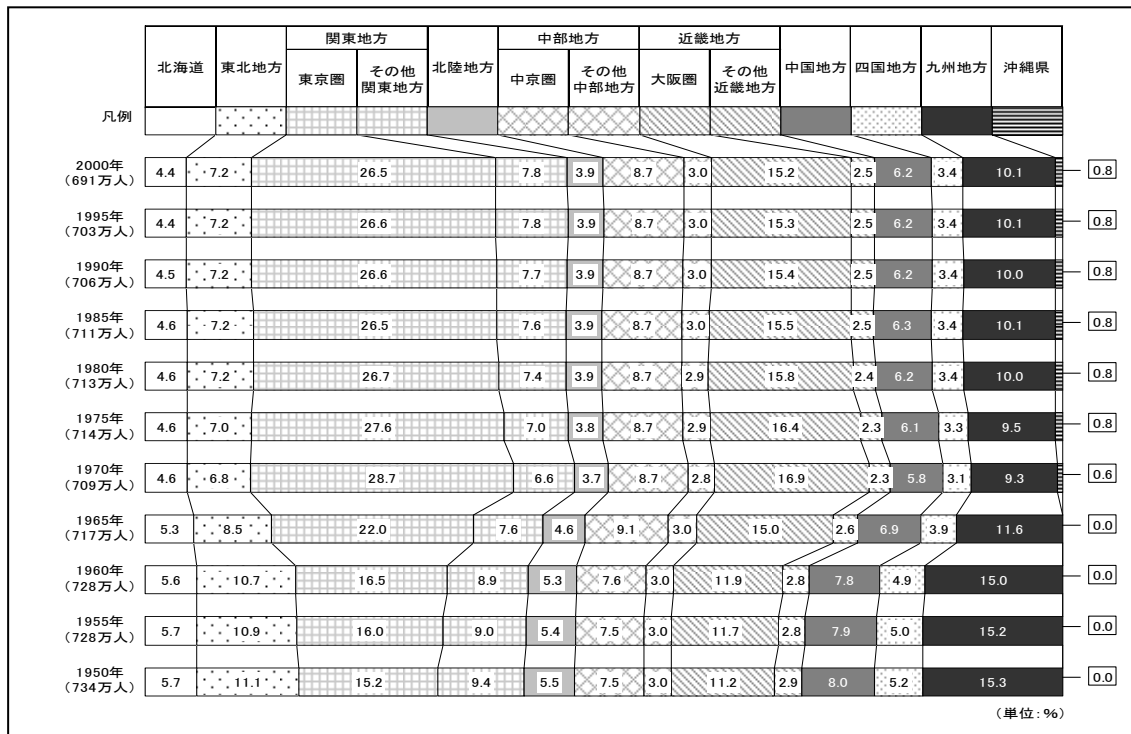 関東地方 中部地方 近畿地方
北海道 東北地方 東京圏 その他関東地方 北陸地方 中京圏 その他中部地方 大阪圏 その他近畿地方 中国地方 四国地方 九州地方 沖縄県
凡例
2000年
(691万人) 4.4 7.2 26.5 7.8 3.9 8.7 3.0 15.2 2.5 6.2 3.4 10.1 0.8
1995年
(703万人) 4.4 7.2 26.6 7.8 3.9 8.7 3.0 15.3 2.5 6.2 3.4 10.1 0.8
1990年
(706万人) 4.5 7.2 26.6 7.7 3.9 8.7 3.0 15.4 2.5 6.2 3.4 10.0 0.8
1985年
(711万人) 4.6 7.2 26.5 7.6 3.9 8.7 3.0 15.5 2.5 6.3 3.4 10.1 0.8
1980年
(713万人) 4.6 7.2 26.7 7.4 3.9 8.7 2.9 15.8 2.4 6.2 3.4 10.0 0.8
1975年
(714万人) 4.6 7.0 27.6 7.0 3.8 8.7 2.9 16.4 2.3 6.1 3.3 9.5 0.8
1970年
(709万人) 4.6 6.8 28.7 6.6 3.7 8.7 2.8 16.9 2.3 5.8 3.1 9.3 0.6
1965年
(717万人) 5.3 8.5 22.0 7.6 4.6 9.1 3.0 15.0 2.6 6.9 3.9 11.6 0.0
1960年
(728万人) 5.6 10.7 16.5 8.9 5.3 7.6 3.0 11.9 2.8 7.8 4.9 15.0 0.0
1955年
(728万人) 5.7 10.9 16.0 9.0 5.4 7.5 3.0 11.7 2.8 7.9 5.0 15.2 0.0
1950年
(734万人) 5.7 11.1 15.2 9.4 5.5 7.5 3.0 11.2 2.9 8.0 5.2 15.3 0.0
(単位:%)